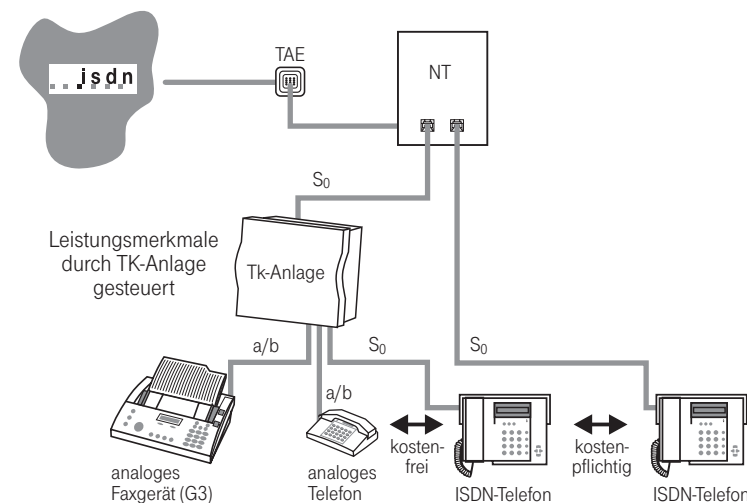 isdn
TAE
NT
S₀
Leistungsmerkmale
durch TK-Anlage
gesteuert
Tk-Anlage
a/b
S₀
S₀
a/b
kosten-
frei
kosten-
pflichtig
analoges
Faxgerät (G3)
analoges
Telefon
ISDN-Telefon
ISDN-Telefon